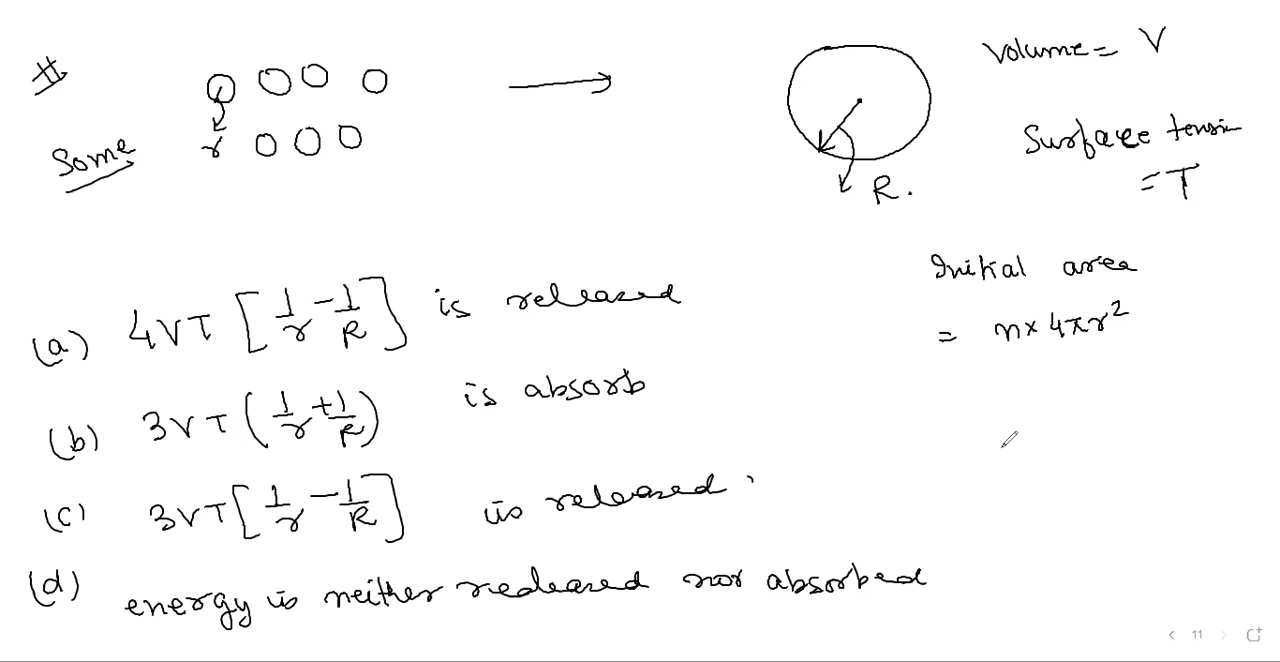 #
Some
r
R.
Volume = V
Surface tensin
= T
Initial area
= n × 4πr²
(a) 4VT [1/r - 1/R] is released
(b) 3VT (1/r + 1/R) is absorb
(c) 3VT [1/r - 1/R] is released.
(d) energy is neither released nor absorbed
11